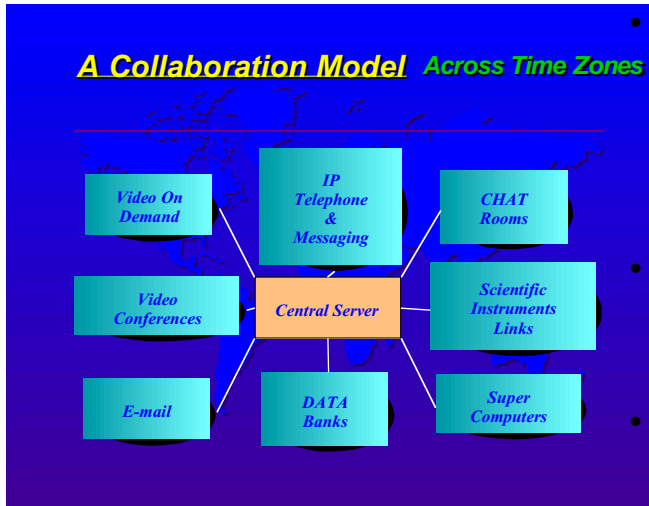 A Collaboration Model Across Time Zones
Video On
Demand
IP
Telephone
&
Messaging
CHAT
Rooms
Video
Conferences
Central Server
Scientific
Instruments
Links
E-mail
DATA
Banks
Super
Computers